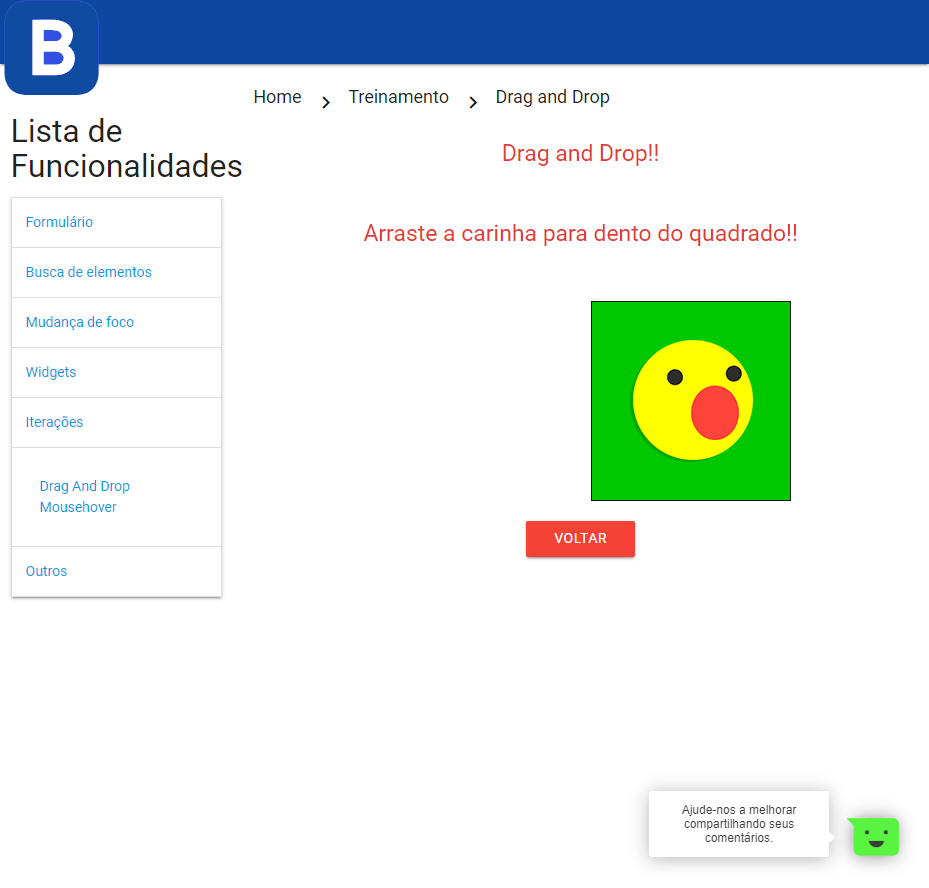 B
Home
Treinamento
Drag and Drop
Lista de
Funcionalidades
Formulário
Busca de elementos
Mudança de foco
Widgets
Iterações
Drag And Drop
Mousehover
Outros
Drag and Drop!!
Arraste a carinha para dento do quadrado!!
VOLTAR
Ajude-nos a melhorar
compartilhando seus
comentários.